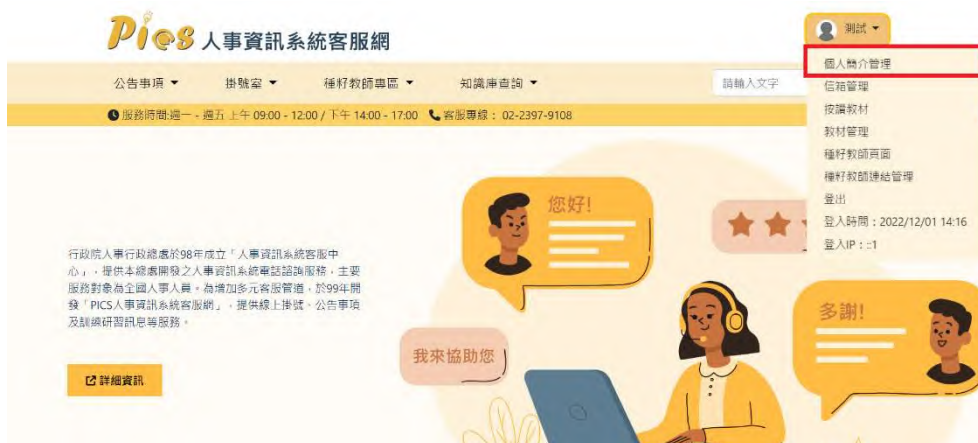 Pics 人事資訊系統客服網
測試
公告事項 掛號室 種籽教師專區 知識庫查詢 請輸入文字
個人簡介管理
信箱管理
按讚教材
教材管理
種籽教師頁面
種籽教師連結管理
登出
登入時間：2022/12/01 14:16
登入IP：::1
服務時間:週一 - 週五 上午 09:00 - 12:00 / 下午 14:00 - 17:00 客服專線： 02-2397-9108
您好!
行政院人事行政總處於98年成立「人事資訊系統客服中
心」，提供本總處開發之人事資訊系統電話諮詢服務，主要
服務對象為全國人事人員。為增加多元客服管道，於99年開
發「PICS人事資訊系統客服網」，提供線上掛號、公告事項
及訓練研習訊息等服務。
多謝!
我來協助您
詳細資訊